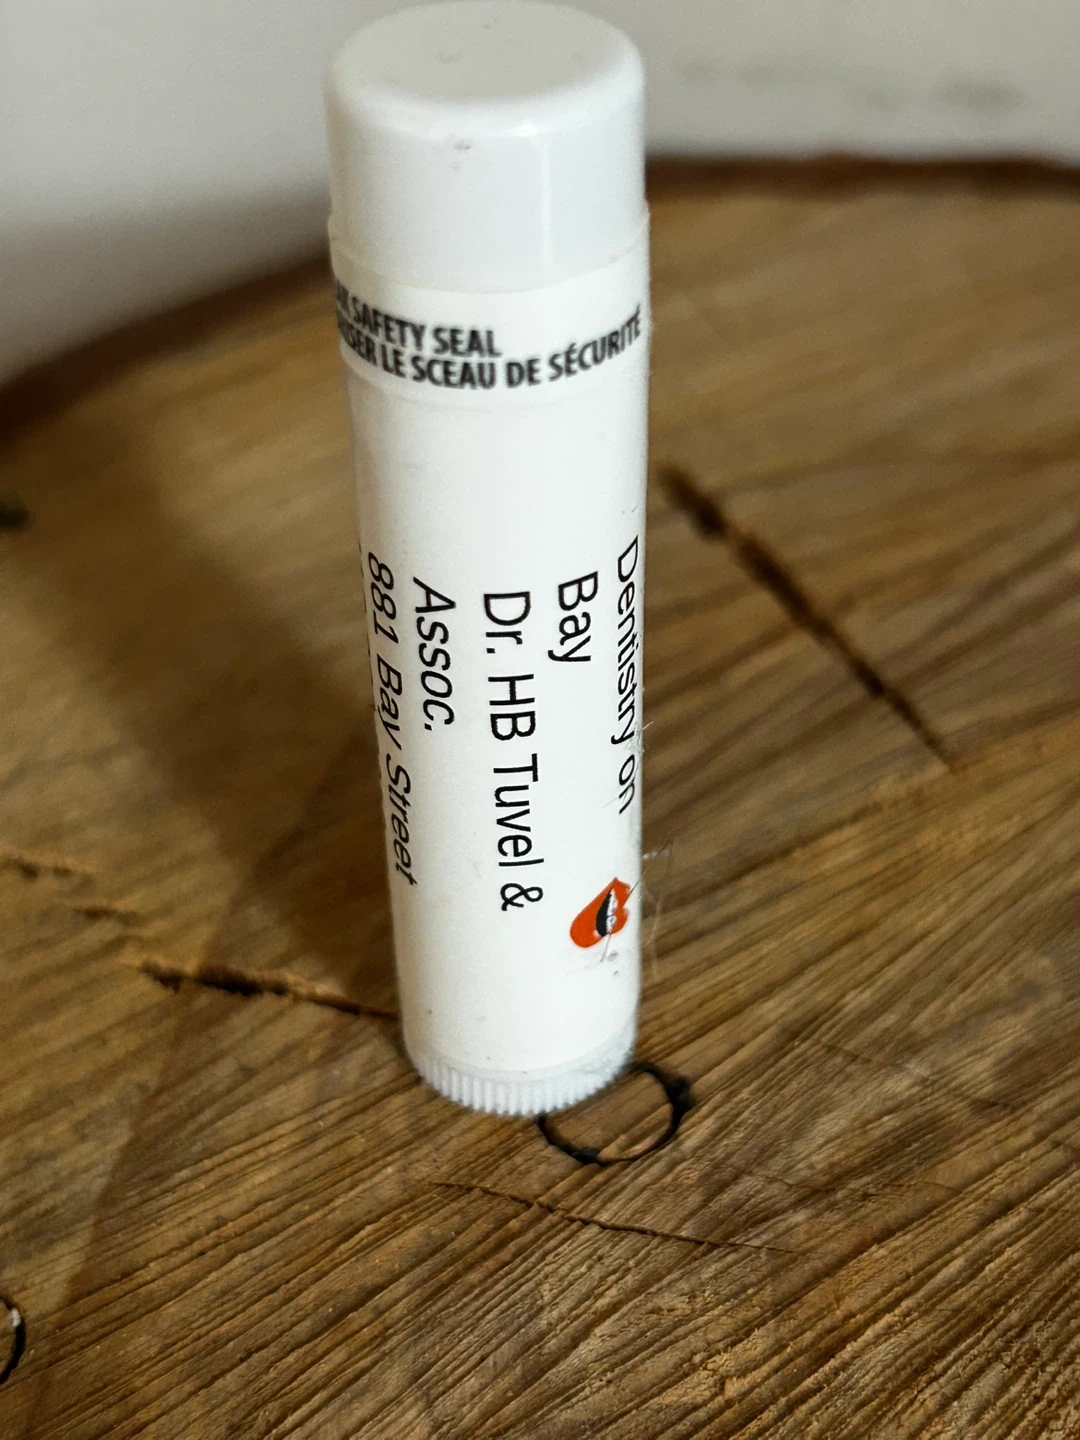 SAFETY SEAL
LE SCEAU DE SÉCURITÉ
Dentistry on
Bay
Dr. HB Tuvel &
Assoc.
881 Bay Street